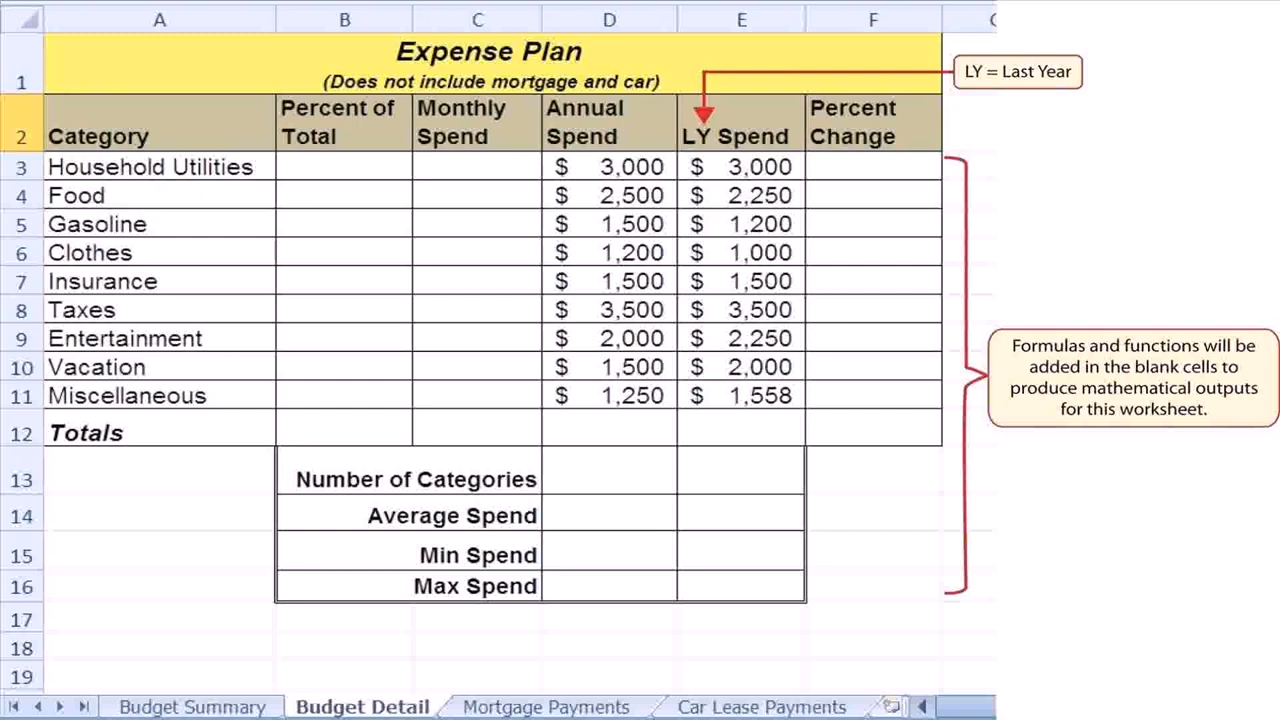 A B C D E F
1 Expense Plan
(Does not include mortgage and car)
LY = Last Year
2 Category Percent of Total Monthly Spend Annual Spend LY Spend Percent Change
3 Household Utilities $ 3,000 $ 3,000
4 Food $ 2,500 $ 2,250
5 Gasoline $ 1,500 $ 1,200
6 Clothes $ 1,200 $ 1,000
7 Insurance $ 1,500 $ 1,500
8 Taxes $ 3,500 $ 3,500
9 Entertainment $ 2,000 $ 2,250
10 Vacation $ 1,500 $ 2,000
11 Miscellaneous $ 1,250 $ 1,558
12 Totals
13 Number of Categories
14 Average Spend
15 Min Spend
16 Max Spend
17
18
19
Formulas and functions will be
added in the blank cells to
produce mathematical outputs
for this worksheet.
Budget Summary Budget Detail Mortgage Payments Car Lease Payments